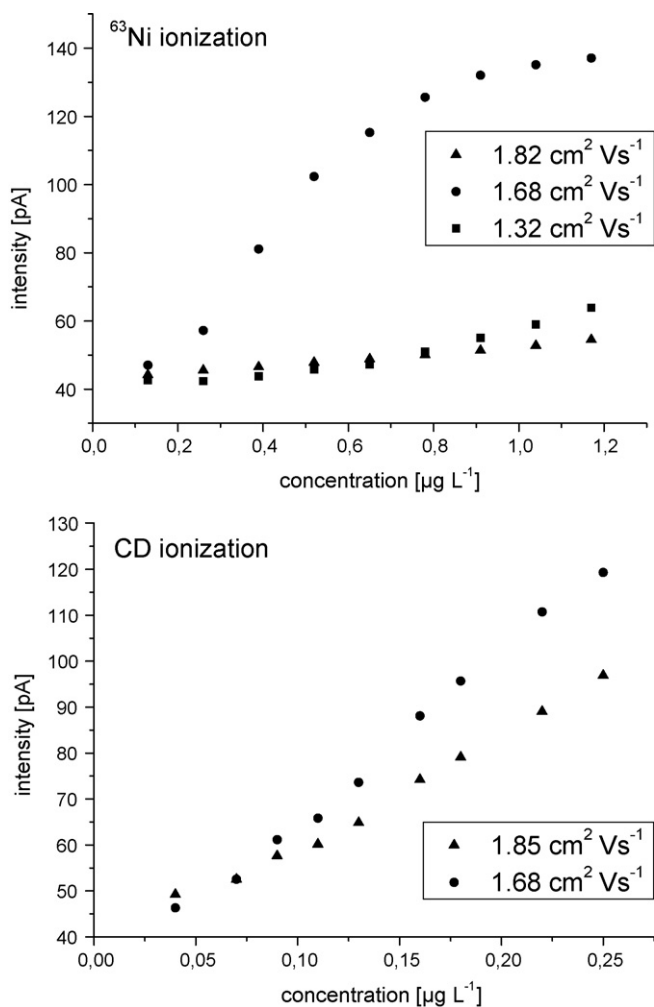 ⁶³Ni ionization
140
120
100
80
60
40
intensity [pA]
▲ 1.82 cm² Vs⁻¹
● 1.68 cm² Vs⁻¹
■ 1.32 cm² Vs⁻¹
0,0 0,2 0,4 0,6 0,8 1,0 1,2
concentration [µg L⁻¹]
CD ionization
130
120
110
100
90
80
70
60
50
40
intensity [pA]
▲ 1.85 cm² Vs⁻¹
● 1.68 cm² Vs⁻¹
0,00 0,05 0,10 0,15 0,20 0,25
concentration [µg L⁻¹]